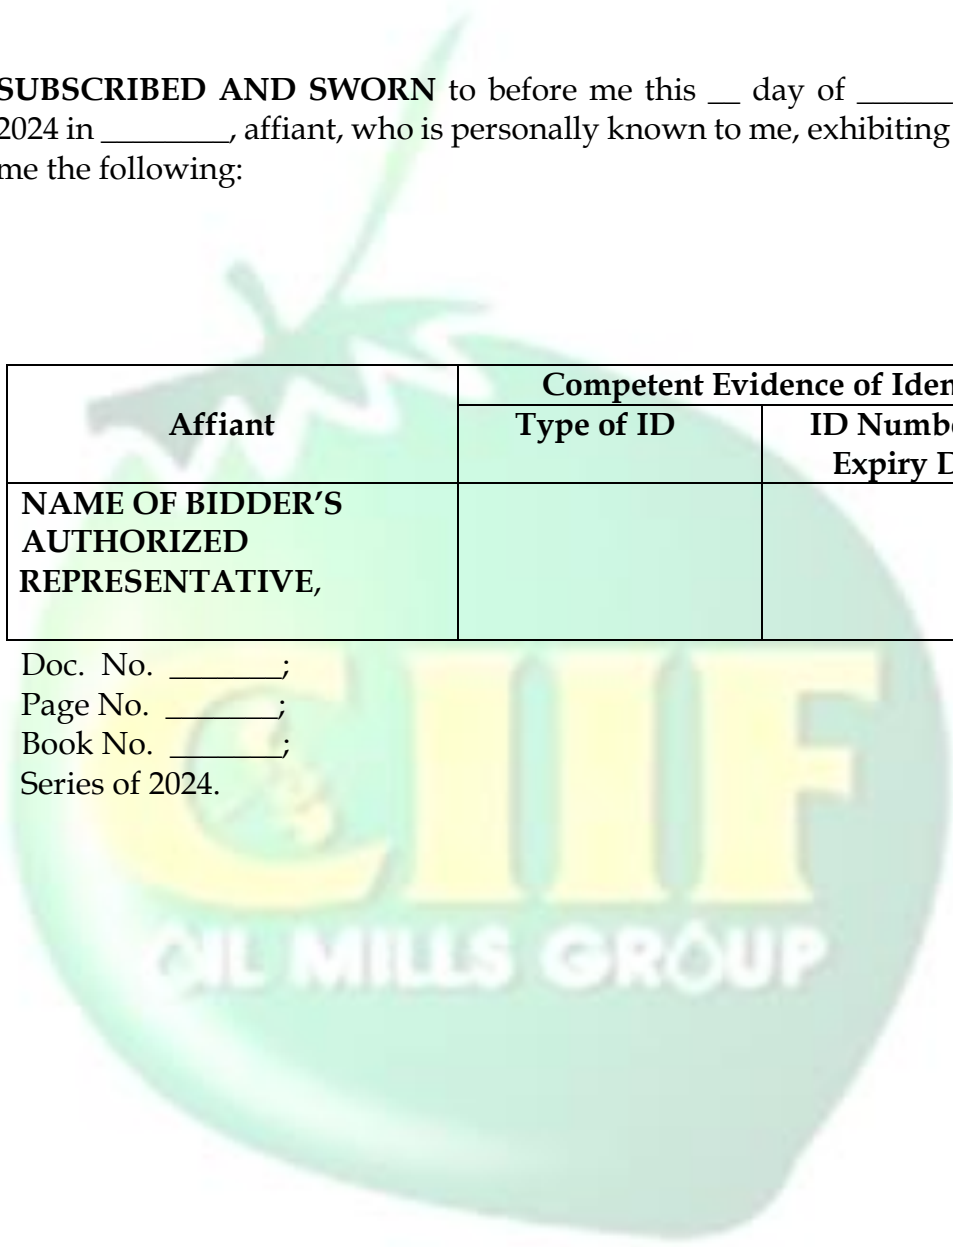 SUBSCRIBED AND SWORN to before me this __ day of ______
2024 in ________, affiant, who is personally known to me, exhibiting
me the following:
Competent Evidence of Iden
Affiant
Type of ID
ID Numb
Expiry D
NAME OF BIDDER’S
AUTHORIZED
REPRESENTATIVE,
Doc. No. _______;
Page No. _______;
Book No. _______;
Series of 2024.
CIIF
OIL MILLS GROUP